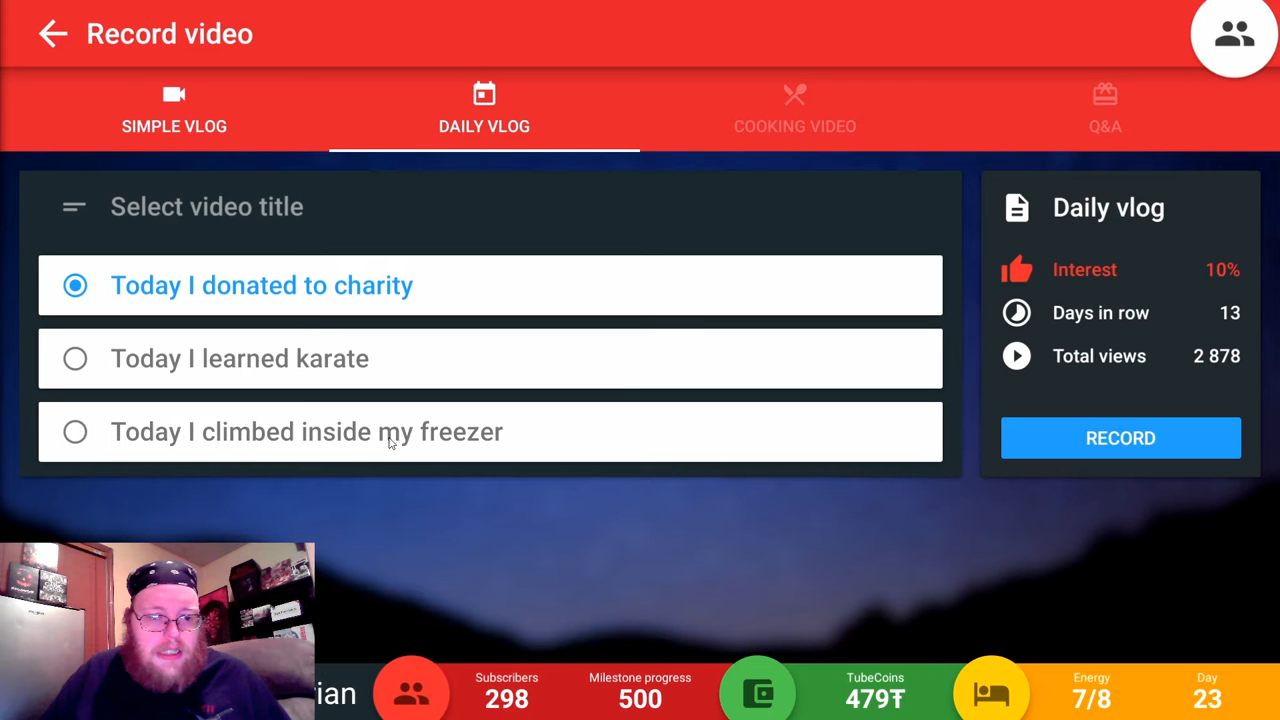 Record video
SIMPLE VLOG
DAILY VLOG
COOKING VIDEO
Q&A
Select video title
Today I donated to charity
Today I learned karate
Today I climbed inside my freezer
Daily vlog
Interest 10%
Days in row 13
Total views 2 878
RECORD
ian
Subscribers
298
Milestone progress
500
TubeCoins
479Ŧ
Energy
7/8
Day
23